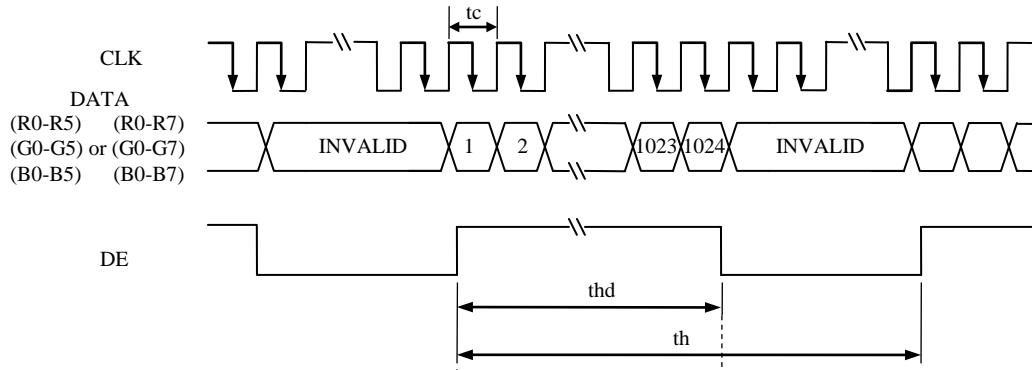 tc
CLK
DATA
(R0-R5) (R0-R7)
(G0-G5) or (G0-G7)
(B0-B5) (B0-B7)
INVALID 1 2 1023 1024 INVALID
DE
thd
th